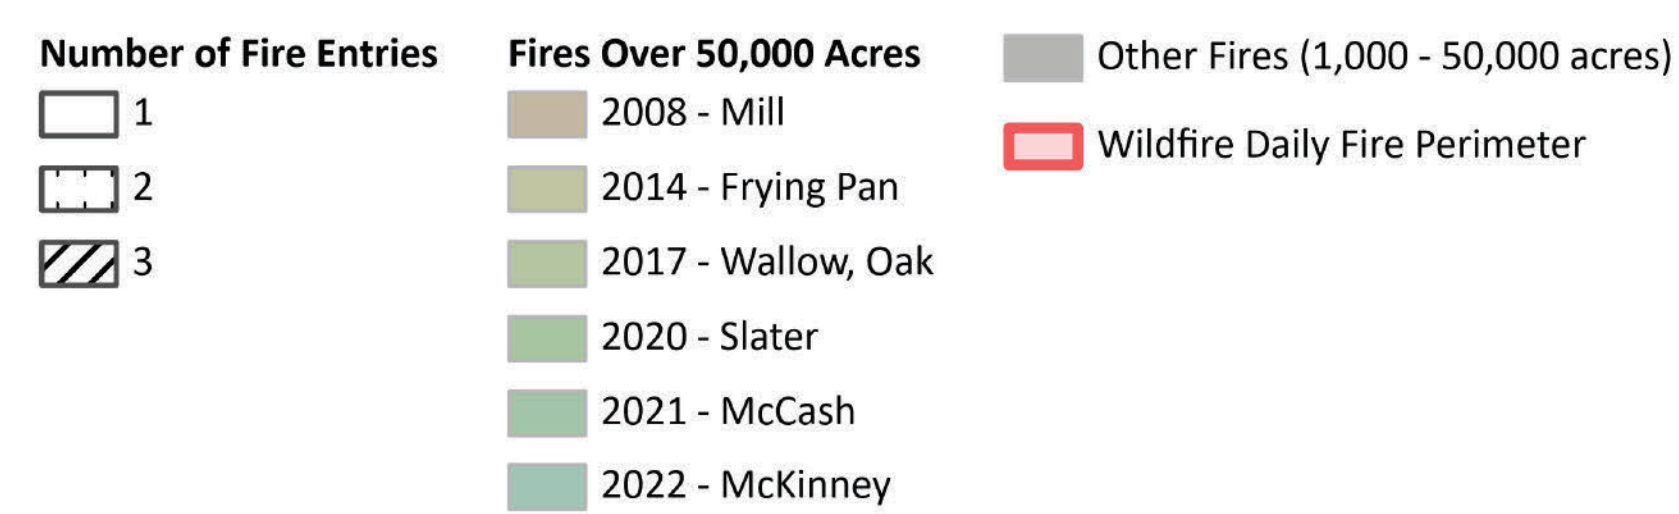 Number of Fire Entries
1
2
3
Fires Over 50,000 Acres
2008 - Mill
2014 - Frying Pan
2017 - Wallow, Oak
2020 - Slater
2021 - McCash
2022 - McKinney
Other Fires (1,000 - 50,000 acres)
Wildfire Daily Fire Perimeter